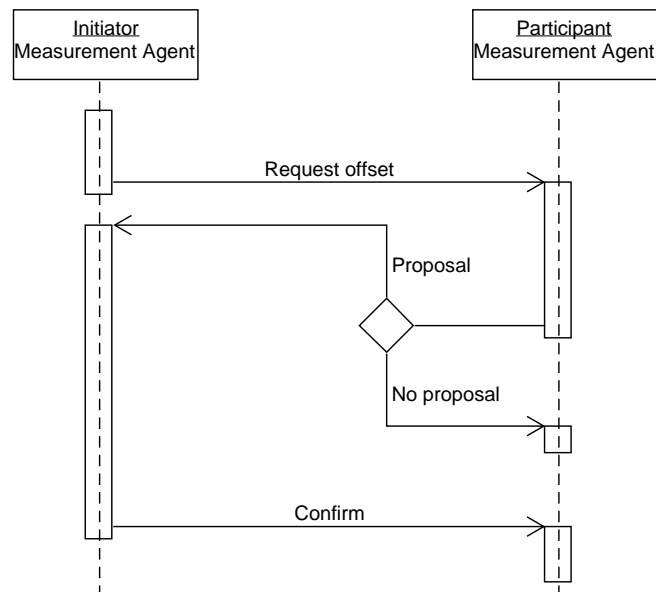 Initiator
Measurement Agent
Participant
Measurement Agent
Request offset
Proposal
No proposal
Confirm